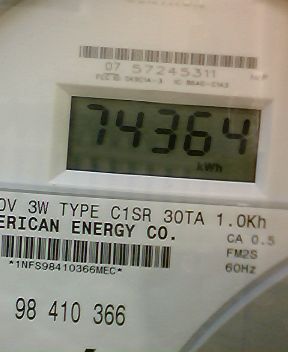 07 57245311
74364
kWh
0V 3W TYPE C1SR 30TA 1.0Kh
ERICAN ENERGY CO.
CA 0.5
FM2S
*1NFS98410366MEC*
60Hz
98 410 366